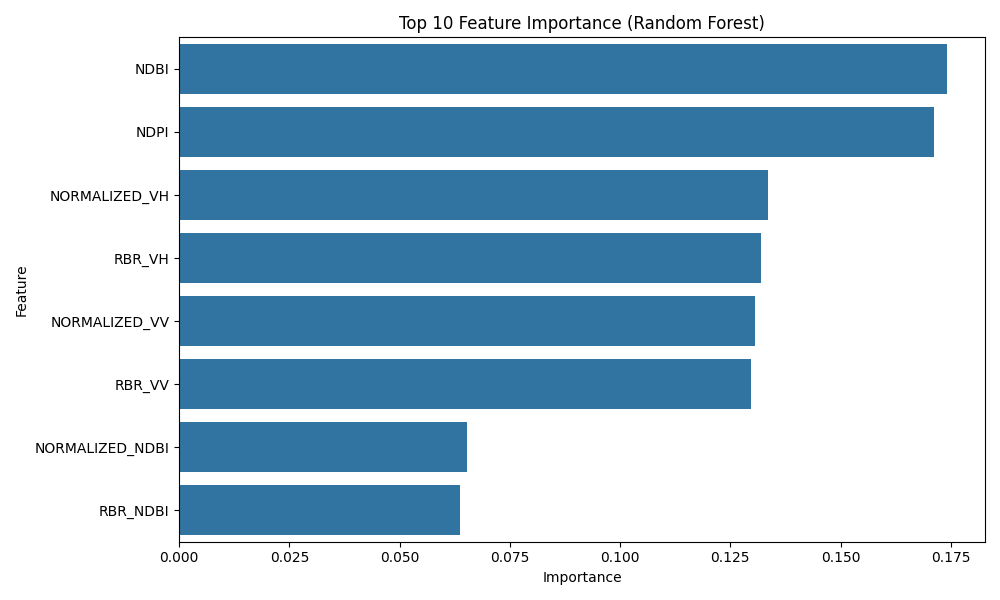 Top 10 Feature Importance (Random Forest)
NDBI
NDPI
NORMALIZED_VH
RBR_VH
NORMALIZED_VV
RBR_VV
NORMALIZED_NDBI
RBR_NDBI
Feature
0.000 0.025 0.050 0.075 0.100 0.125 0.150 0.175
Importance